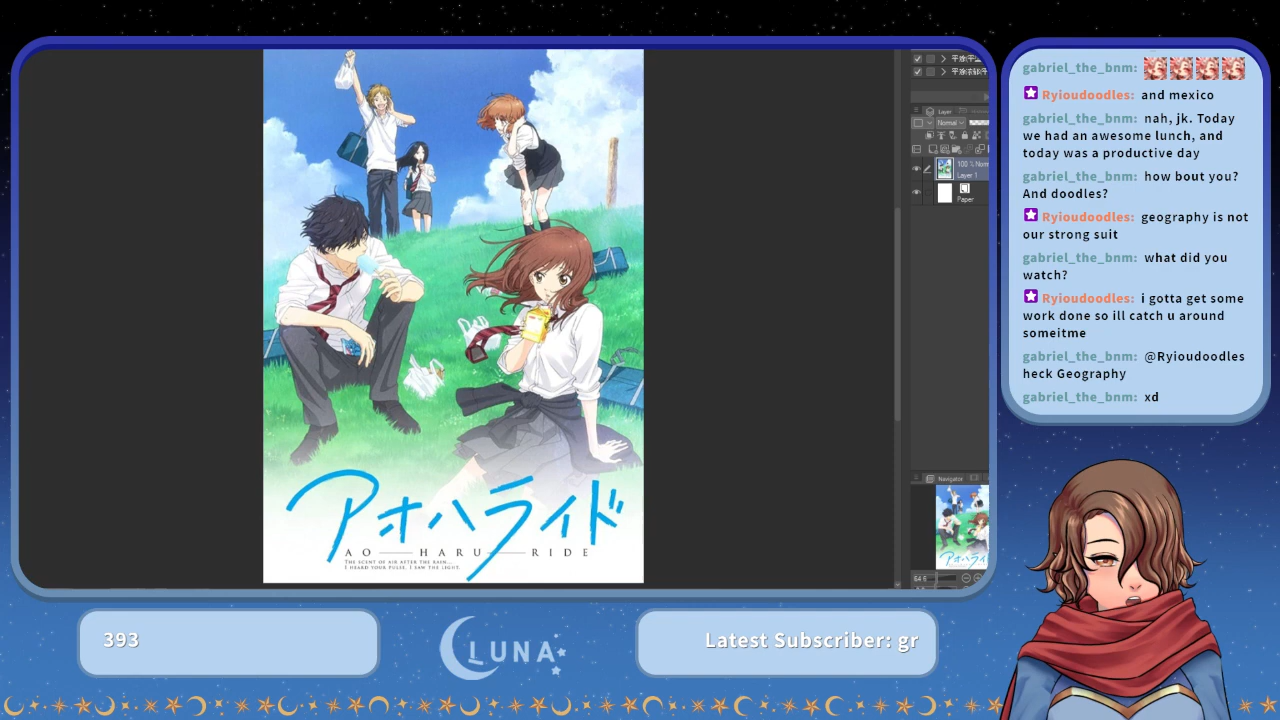 gabriel_the_bnm:
Ryioudoodles: and mexico
gabriel_the_bnm: nah, jk. Today
we had an awesome lunch, and
today was a productive day
gabriel_the_bnm: how bout you?
And doodles?
Ryioudoodles: geography is not
our strong suit
gabriel_the_bnm: what did you
watch?
Ryioudoodles: i gotta get some
work done so ill catch u around
someitme
gabriel_the_bnm: @Ryioudoodles
heck Geography
gabriel_the_bnm: xd
Layer
Normal
100 % Norm
Layer 1
Paper
Navigator
アオハライド
AO HARU RIDE
THE SCENT OF AIR AFTER THE RAIN...
I HEARD YOUR PULSE. I SAW THE LIGHT.
393
LUNA
Latest Subscriber: gr